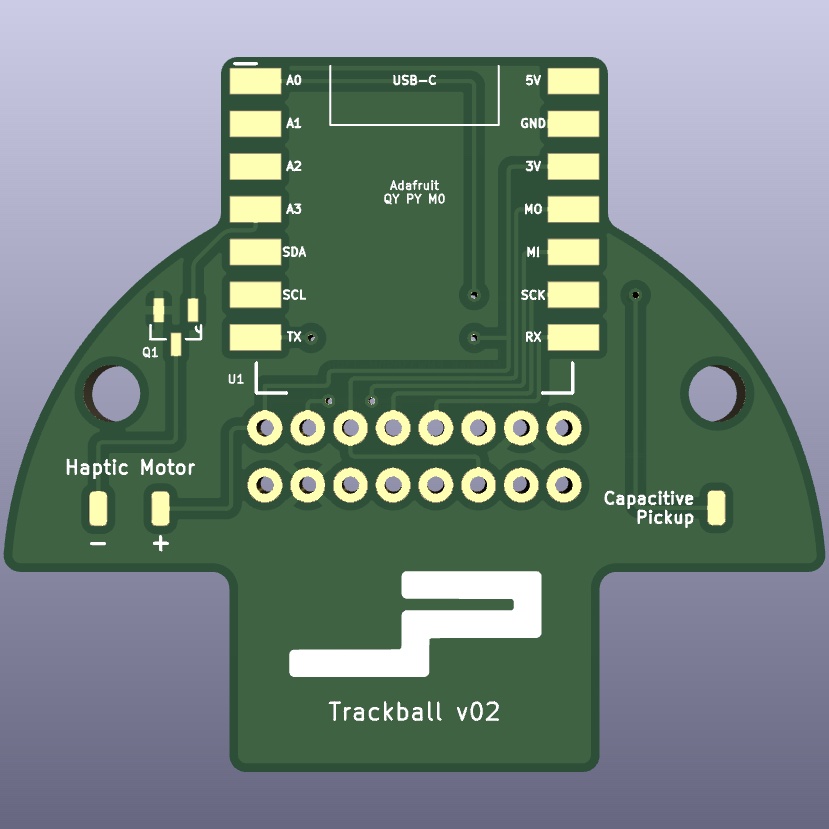 A0
USB-C
5V
A1
GND
A2
3V
Adafruit
QY PY M0
A3
MO
SDA
MI
SCL
SCK
TX
RX
Q1
U1
Haptic Motor
- +
Capacitive
Pickup
Trackball v02